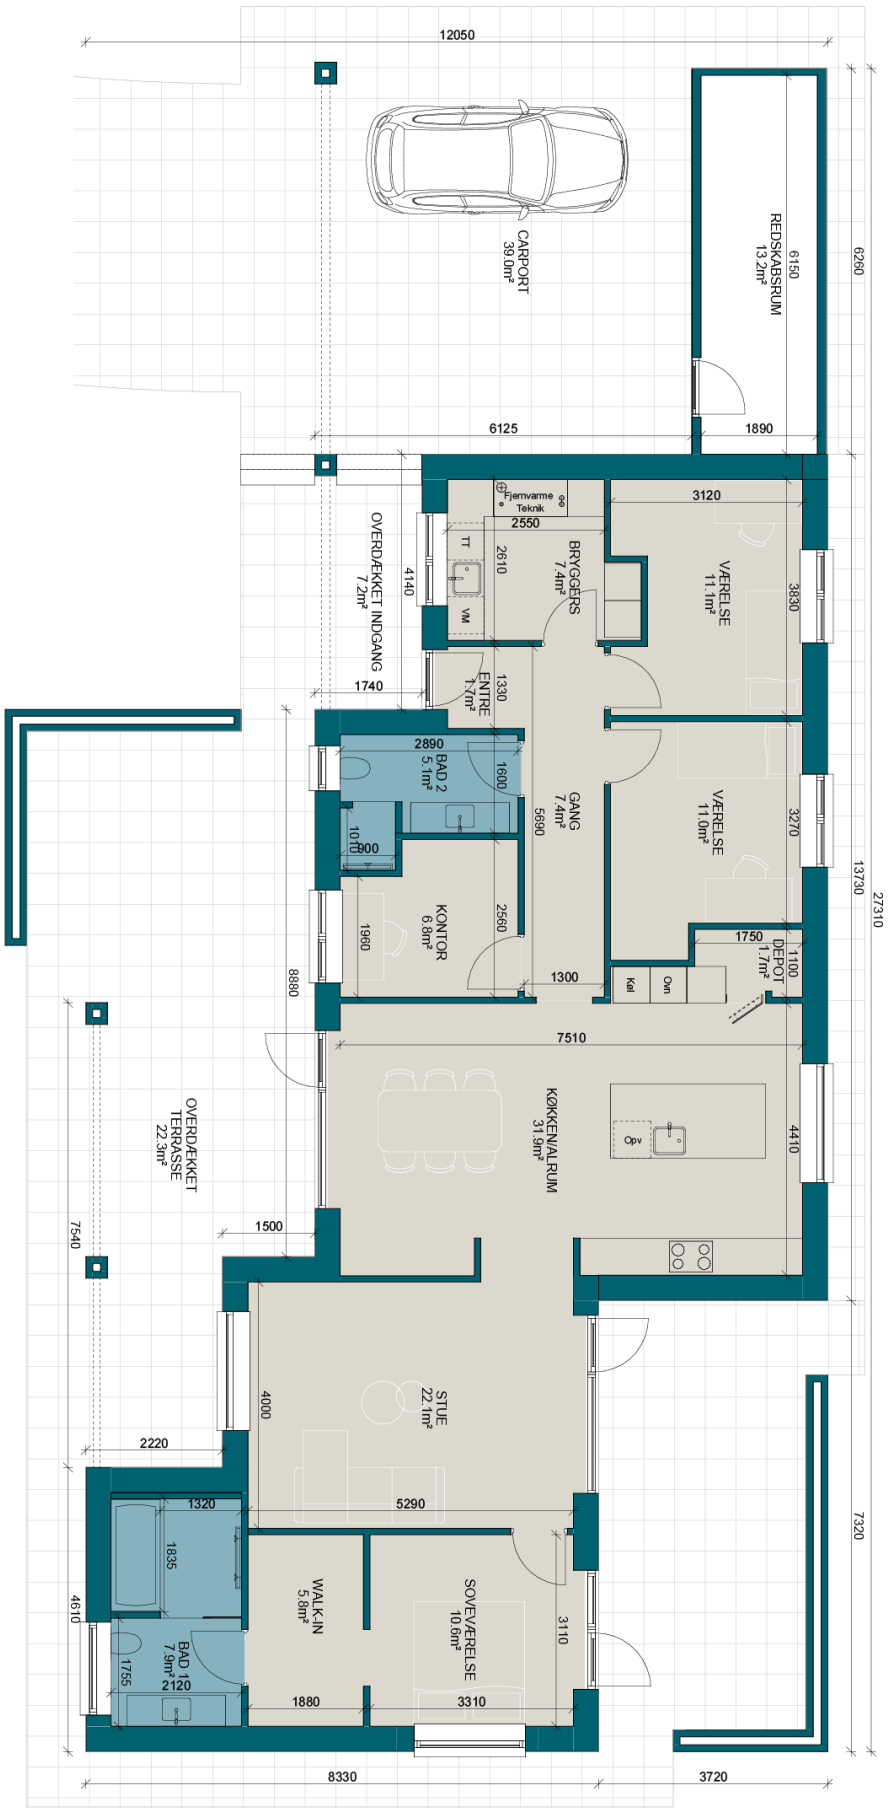 12050
6260
6150
REDSKABSRUM
13.2m²
CARPORT
39.0m²
6125
1890
Fjernvarme
Teknik
2550
3120
TT
2610
BRYGGERS
7.4m²
VM
VÆRELSE
11.1m²
3830
OVERDÆKKET INDGANG
7.2m²
4140
1740
ENTRE
1.7m²
1330
2890
BAD 2
5.1m²
1600
1010
900
GANG
7.4m²
5690
VÆRELSE
11.0m²
3270
13730
27310
KONTOR
6.8m²
2560
1960
1300
8880
1750
DEPOT
1.7m²
1100
Køl
Ovn
7510
KØKKEN/ALRUM
31.9m²
4410
Opv
OVERDÆKKET
TERRASSE
22.3m²
7540
1500
STUE
22.1m²
4000
2220
5290
7320
1320
1835
4610
BAD 1
7.9m²
1755
2120
WALK-IN
5.8m²
1880
SOVEVÆRELSE
10.6m²
3110
3310
8330
3720